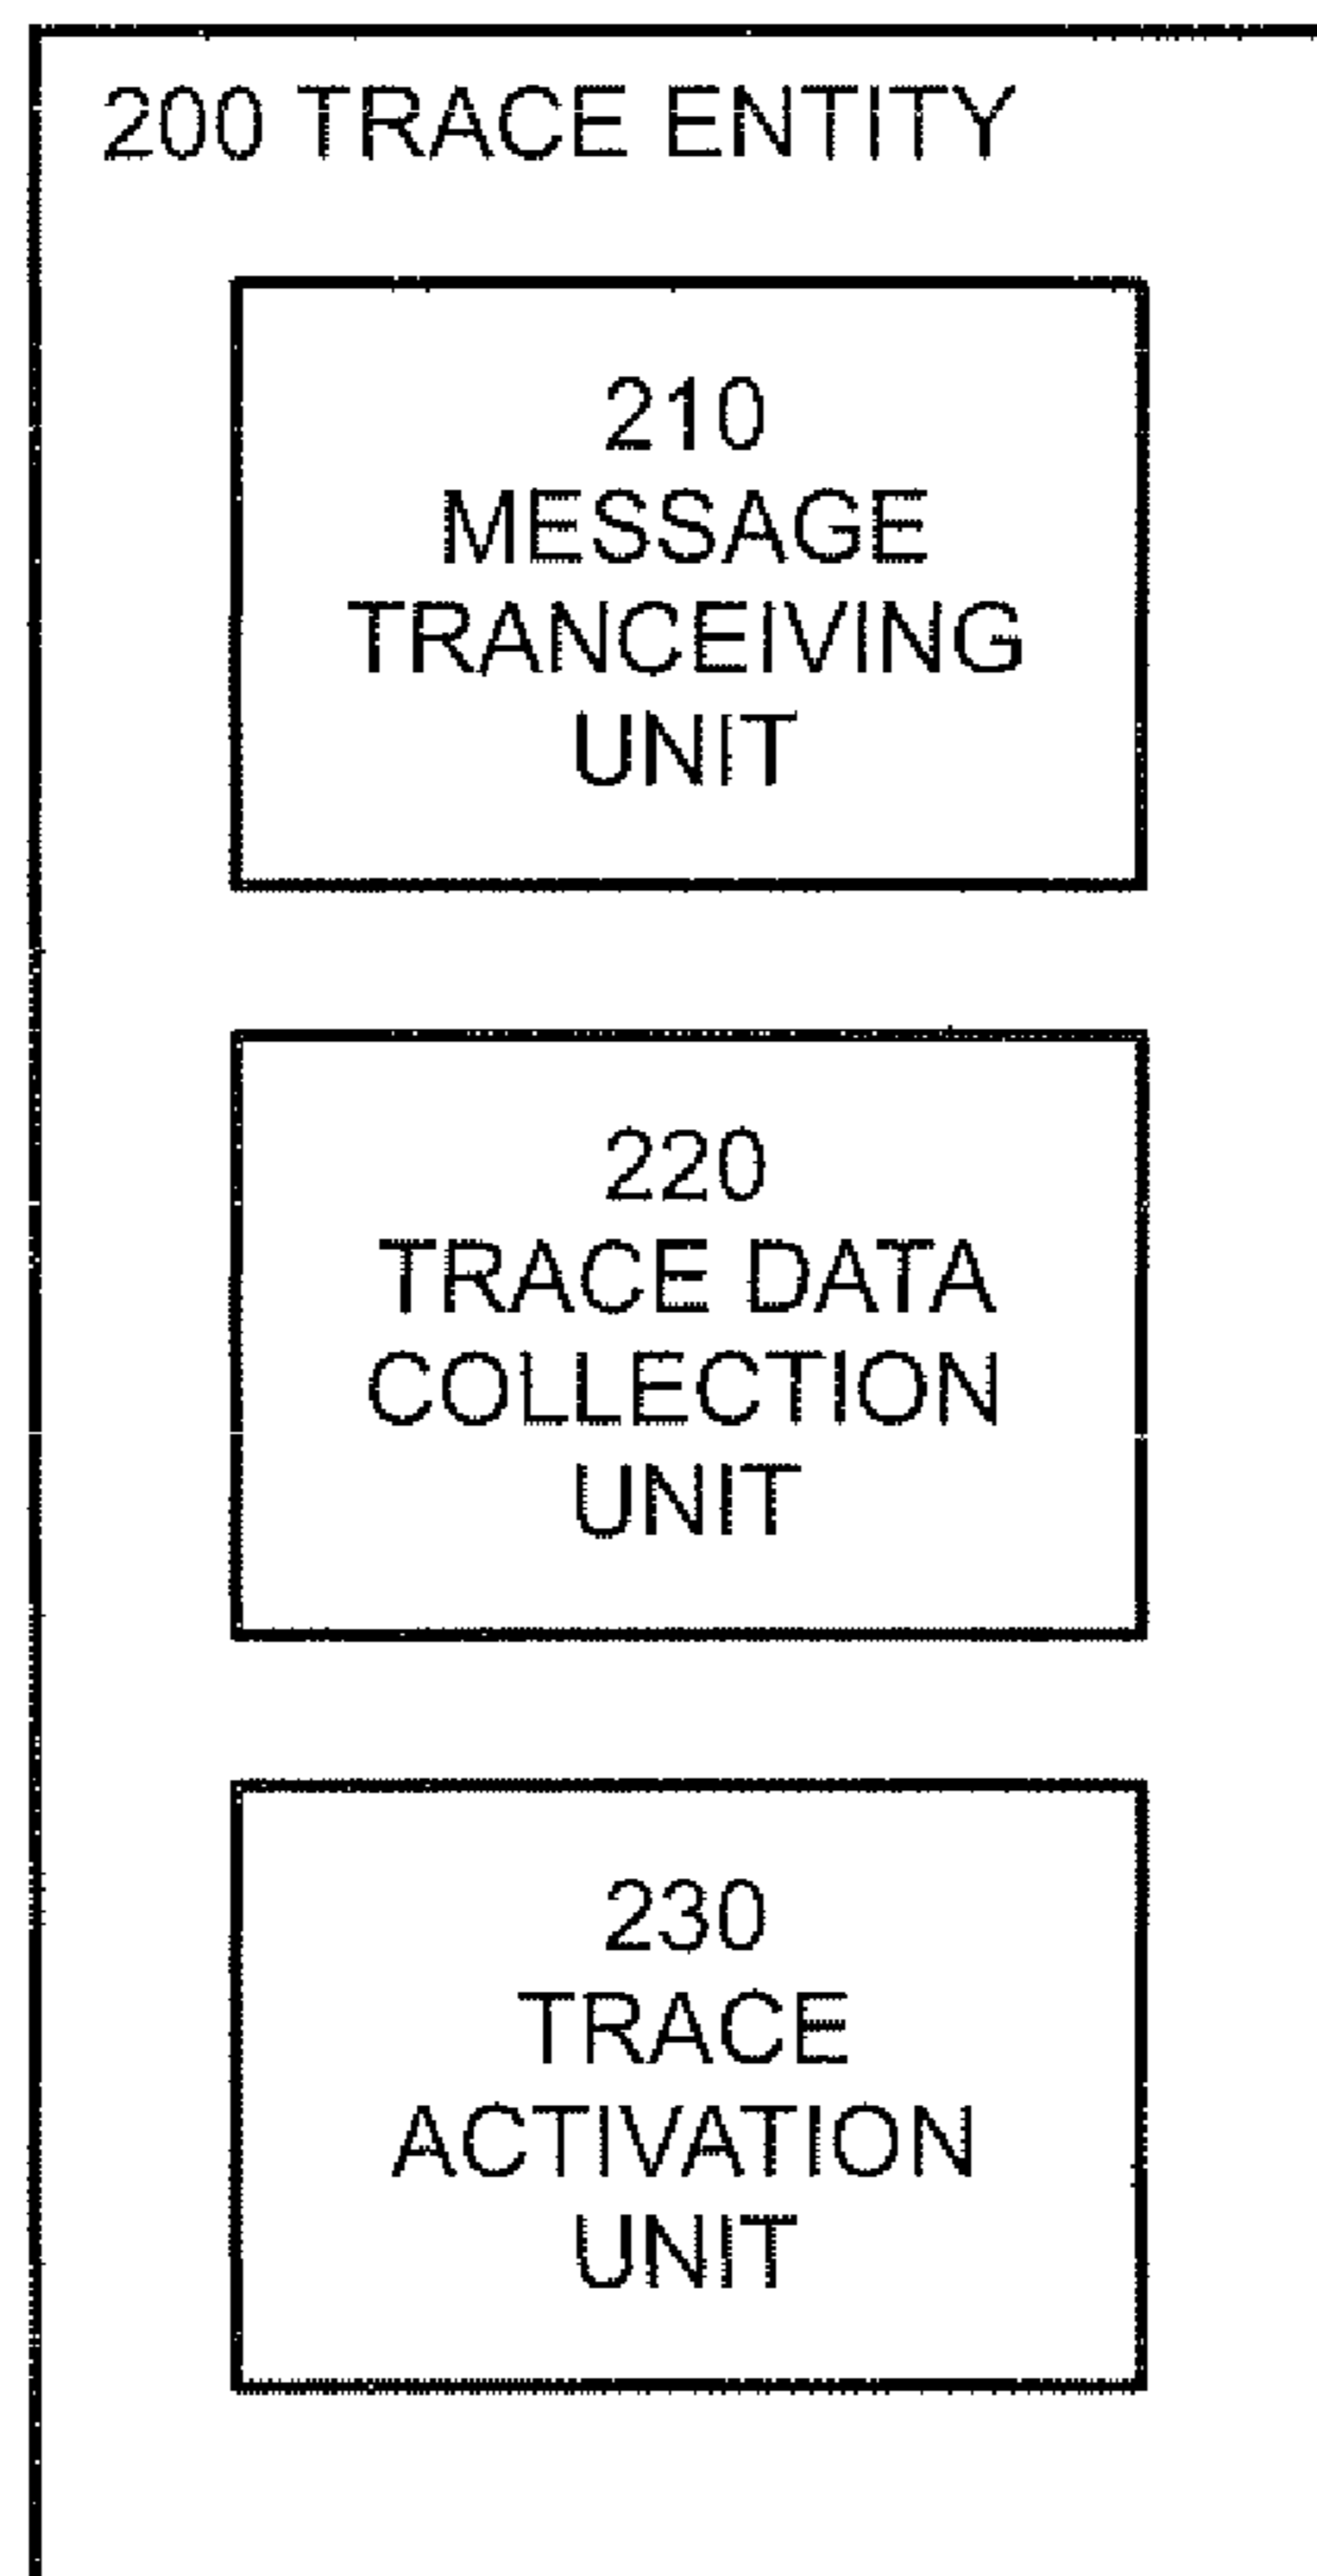 200 TRACE ENTITY
210
MESSAGE
TRANCEIVING
UNIT
220
TRACE DATA
COLLECTION
UNIT
230
TRACE
ACTIVATION
UNIT